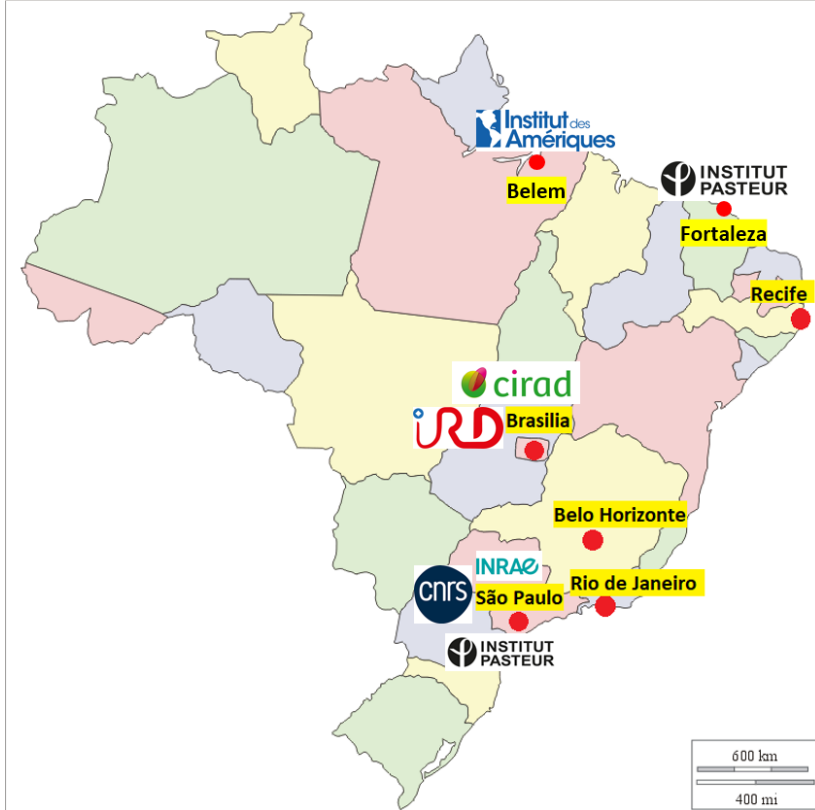 Institut des
Amériques
Belem
INSTITUT
PASTEUR
Fortaleza
Recife
cirad
iRD
Brasilia
Belo Horizonte
INRAE
cnrs
São Paulo
Rio de Janeiro
INSTITUT
PASTEUR
600 km
400 mi